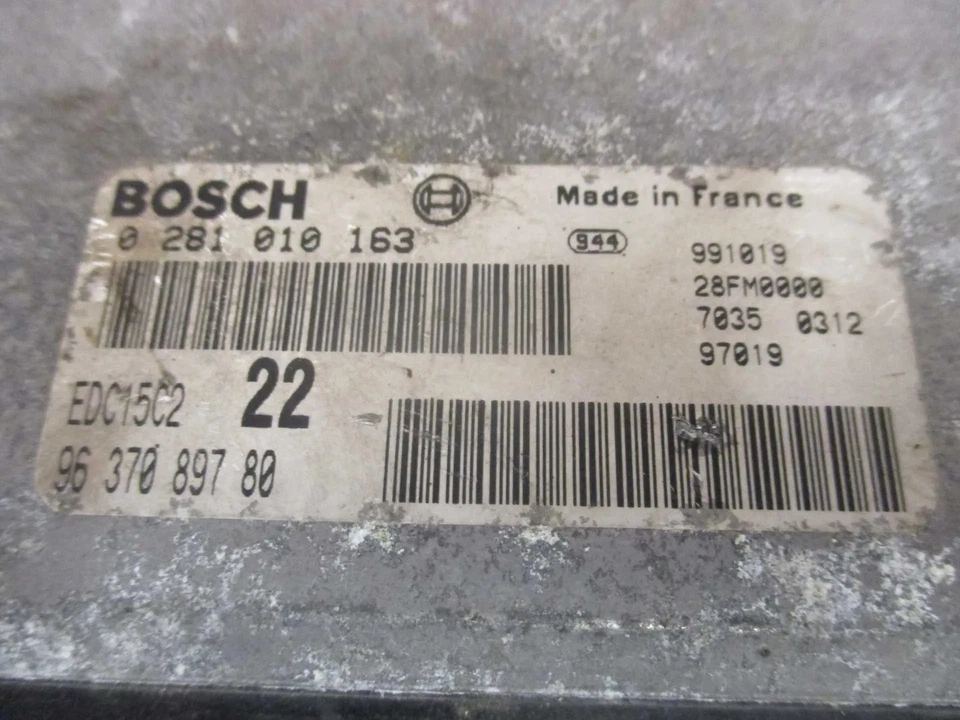 BOSCH Made in France
0 281 010 163 944 991019
28FM0000
7035 0312
97019
EDC15C2 22
96 370 897 80